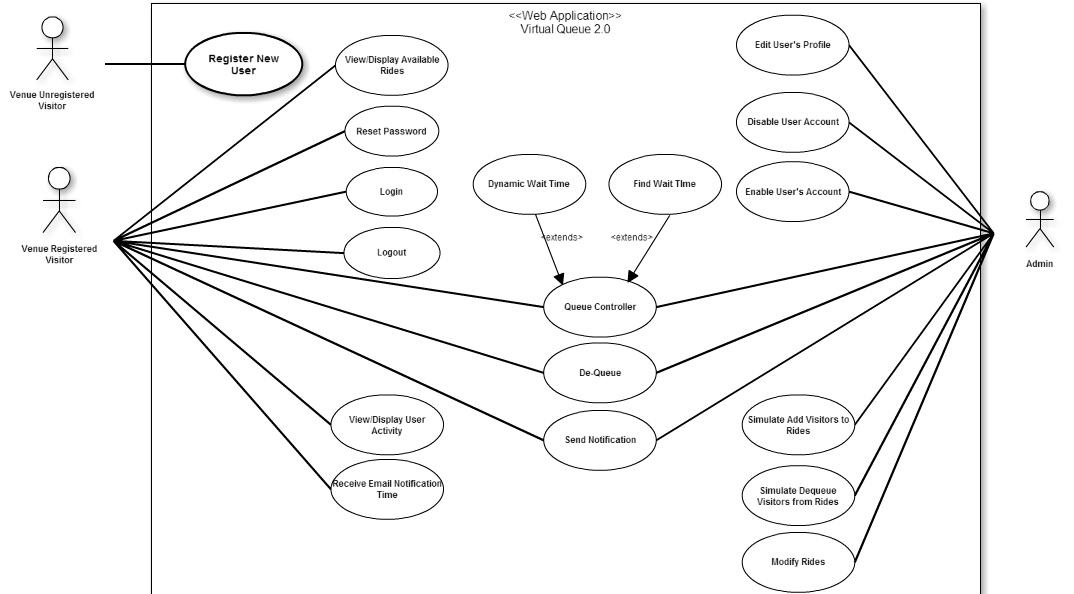 <<Web Application>>
Virtual Queue 2.0
Venue Unregistered
Visitor
Register New
User
View/Display Available
Rides
Reset Password
Login
Logout
Venue Registered
Visitor
Dynamic Wait Time
Find Wait TIme
<extends>
<extends>
Queue Controller
De-Queue
Send Notification
View/Display User
Activity
Receive Email Notification
Time
Edit User's Profile
Disable User Account
Enable User's Account
Admin
Simulate Add Visitors to
Rides
Simulate Dequeue
Visitors from Rides
Modify Rides